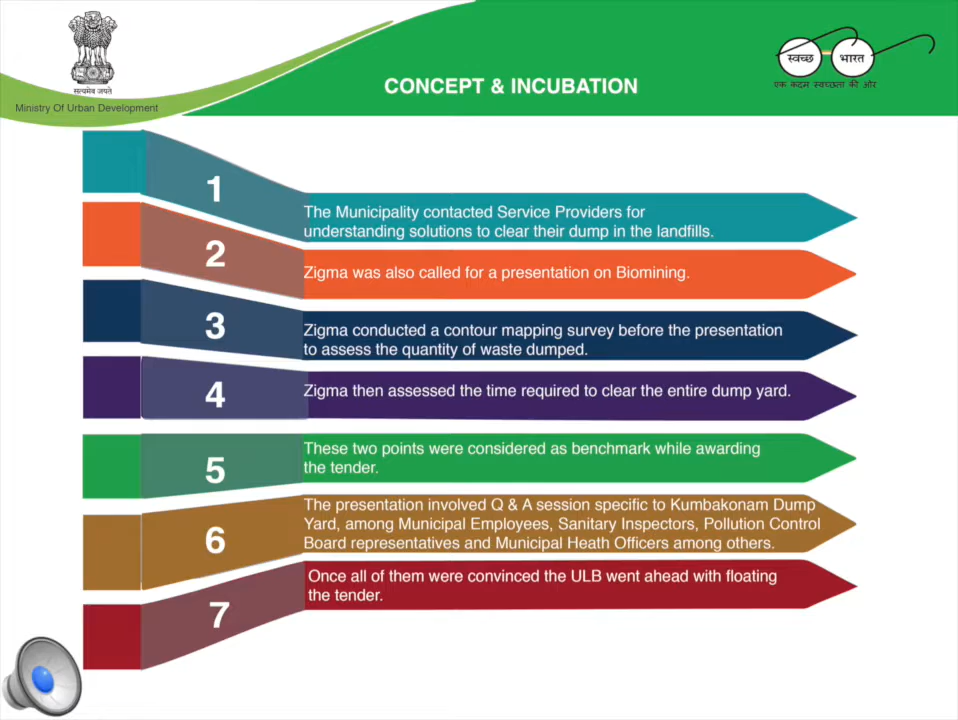 सत्यमेव जयते
Ministry Of Urban Development
CONCEPT & INCUBATION
स्वच्छ भारत
एक कदम स्वच्छता की ओर
1
The Municipality contacted Service Providers for
understanding solutions to clear their dump in the landfills.
2
Zigma was also called for a presentation on Biomining.
3
Zigma conducted a contour mapping survey before the presentation
to assess the quantity of waste dumped.
4
Zigma then assessed the time required to clear the entire dump yard.
5
These two points were considered as benchmark while awarding
the tender.
6
The presentation involved Q & A session specific to Kumbakonam Dump
Yard, among Municipal Employees, Sanitary Inspectors, Pollution Control
Board representatives and Municipal Heath Officers among others.
7
Once all of them were convinced the ULB went ahead with floating
the tender.